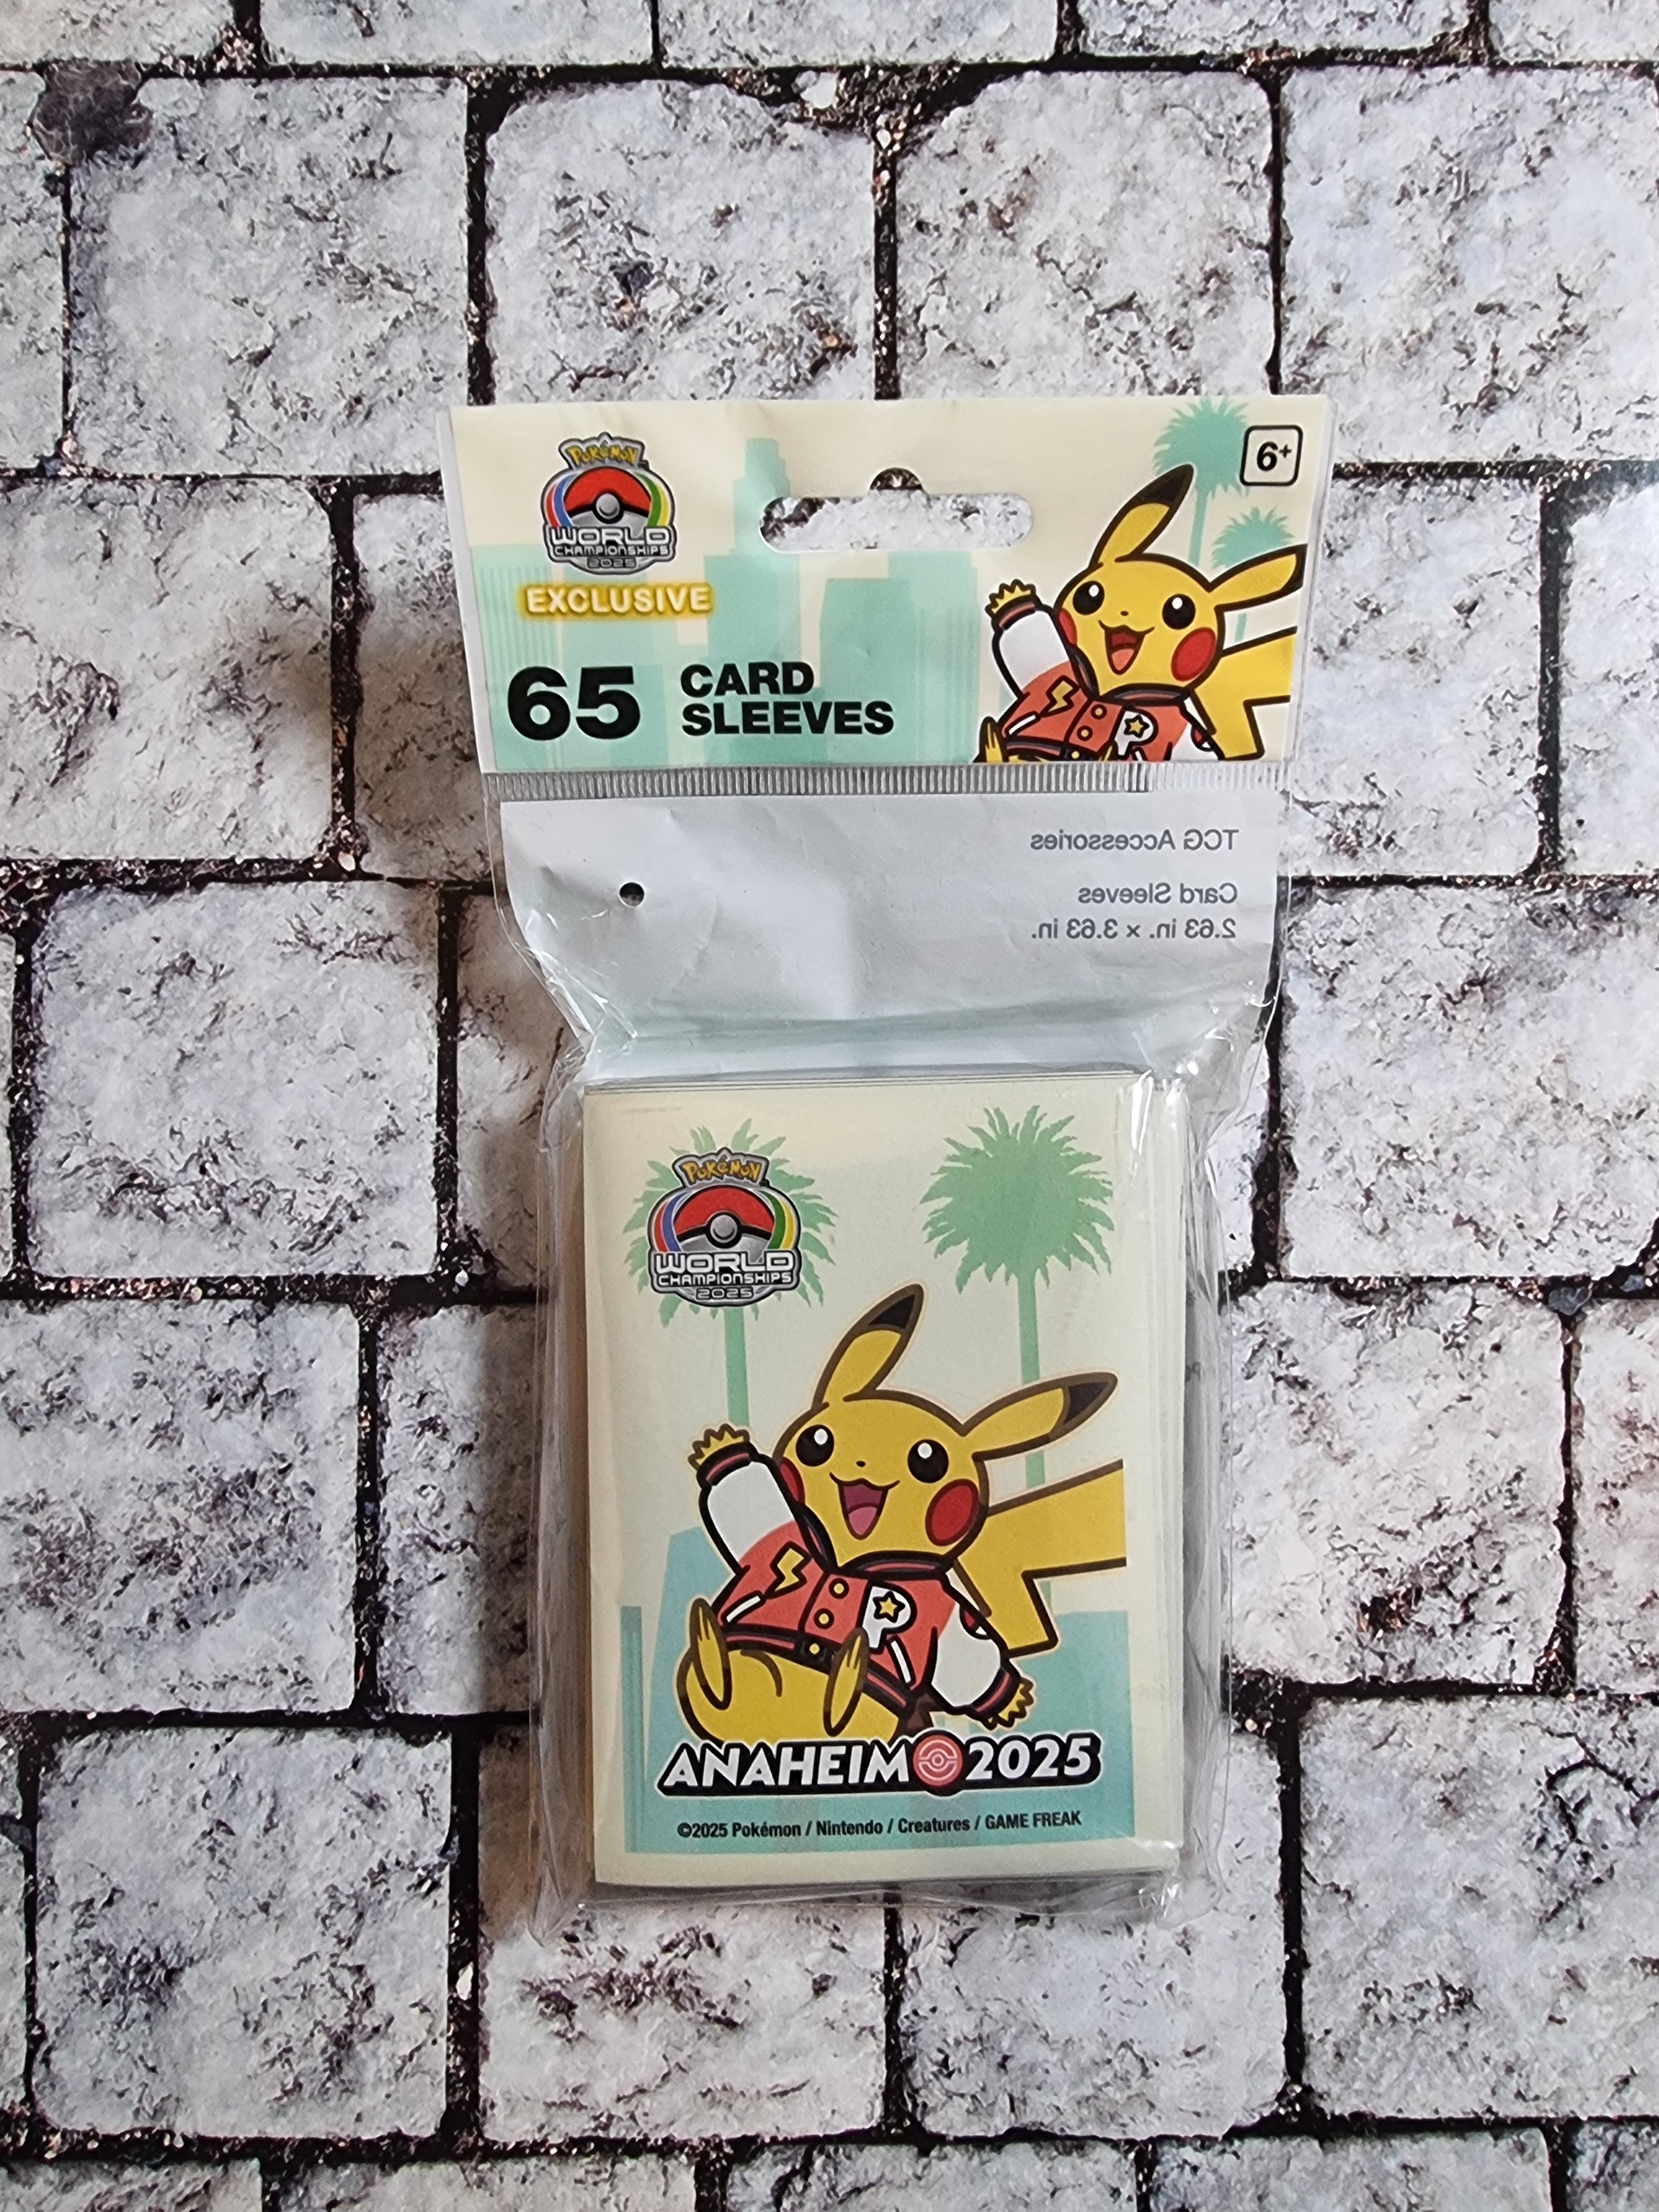 Pokémon
WORLD
CHAMPIONSHIPS
2025
6+
EXCLUSIVE
65 CARD
SLEEVES
P
TCG Accessories
Card Sleeves
2.63 in. x 3.63 in.
Pokémon
WORLD
CHAMPIONSHIPS
2025
P
ANAHEIM 2025
©2025 Pokémon / Nintendo / Creatures / GAME FREAK